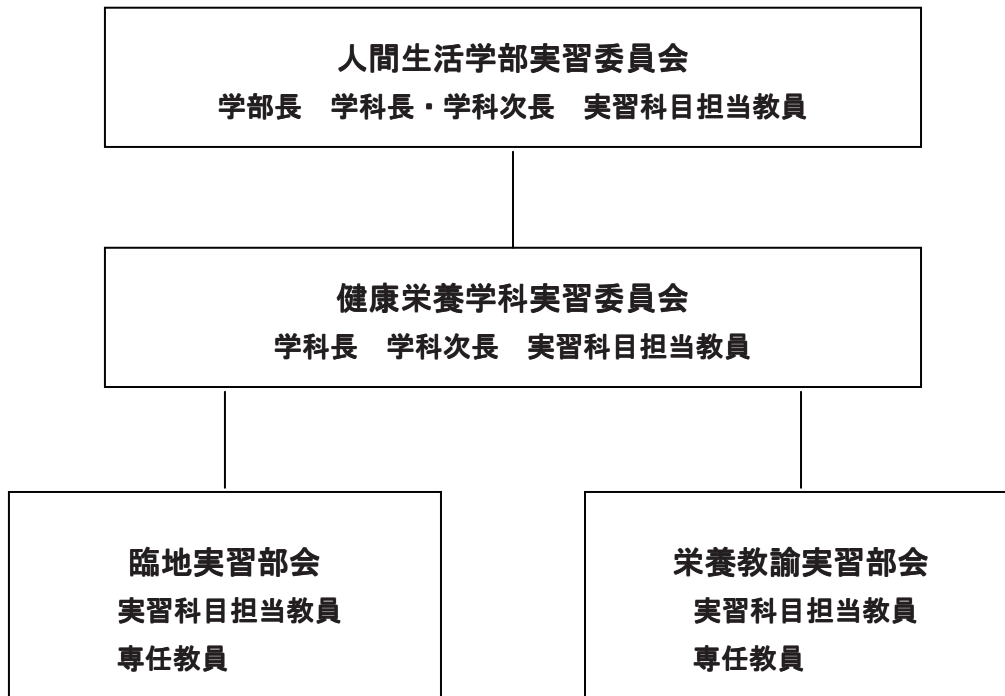 人間生活学部実習委員会
学部長　学科長・学科次長　実習科目担当教員
健康栄養学科実習委員会
学科長　学科次長　実習科目担当教員
臨地実習部会
実習科目担当教員
専任教員
栄養教諭実習部会
実習科目担当教員
専任教員